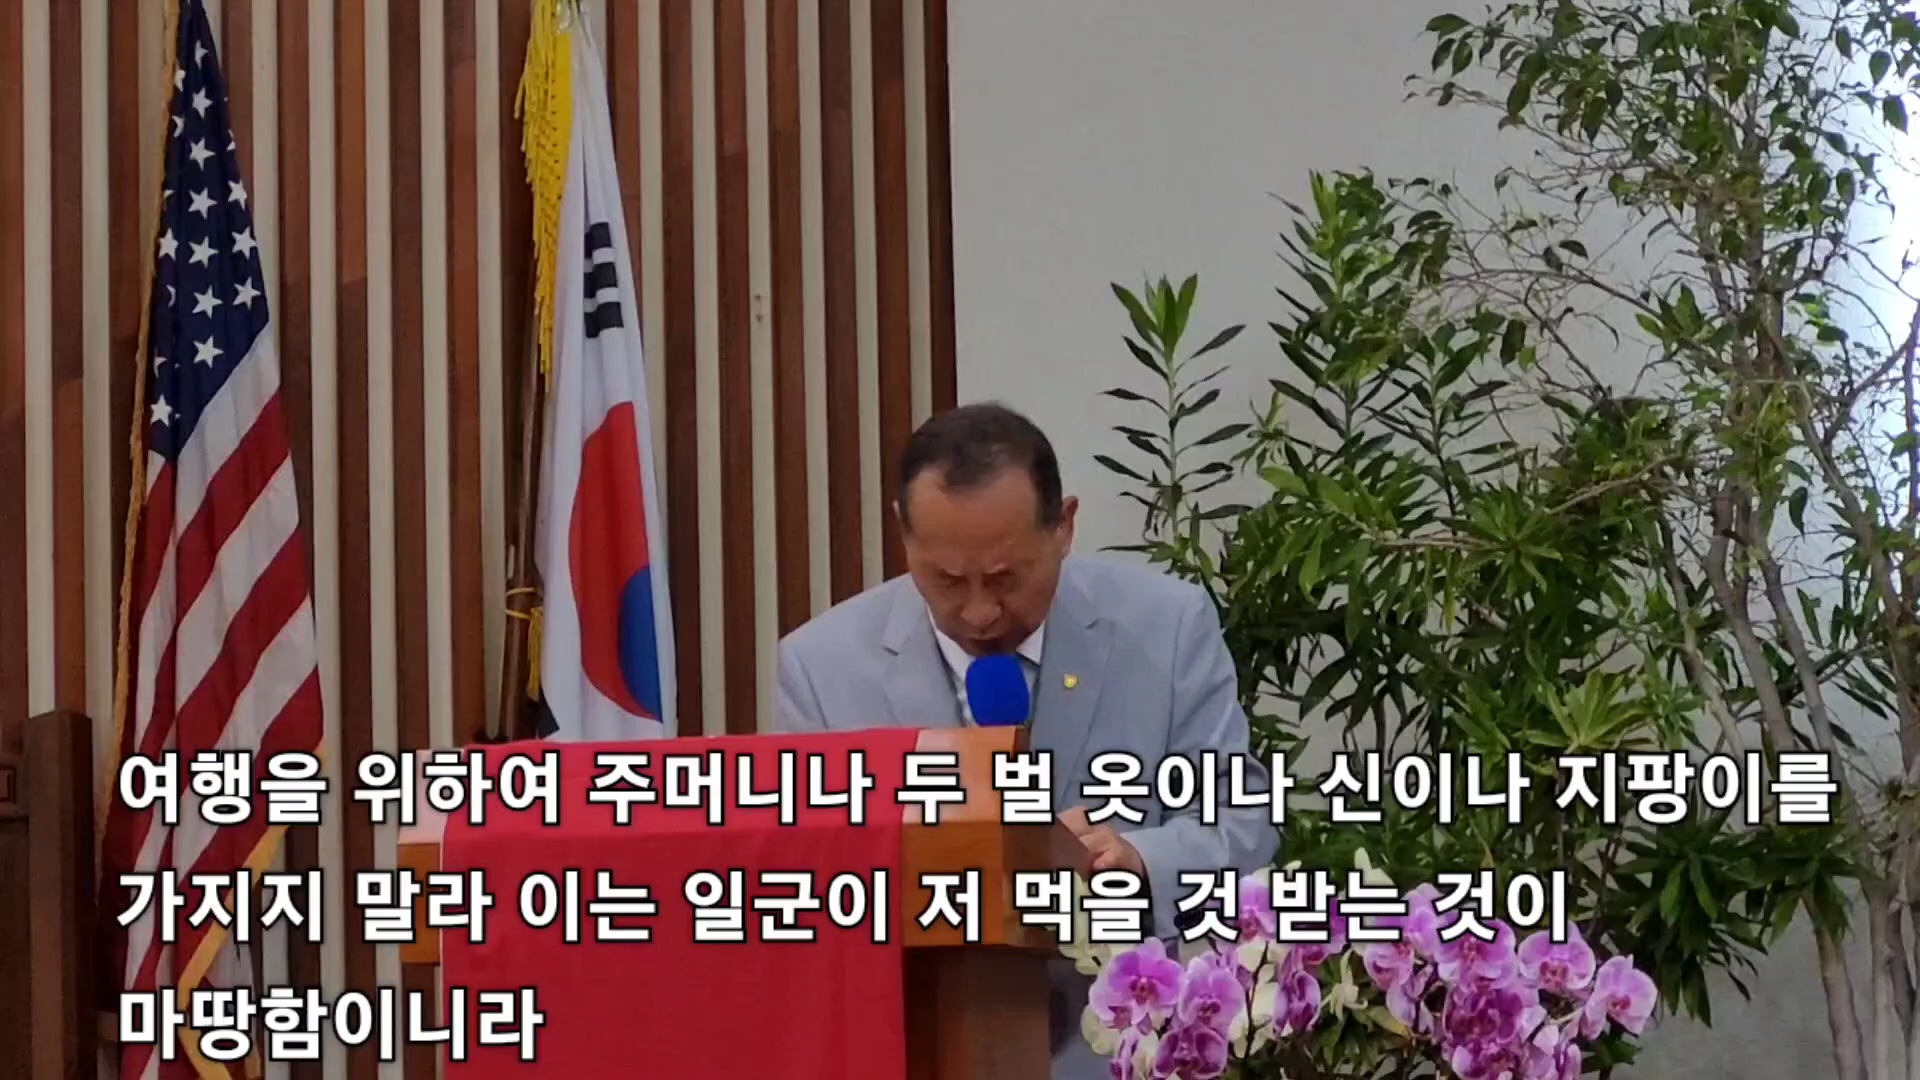 여행을 위하여 주머니나 두 벌 옷이나 신이나 지팡이를
가지지 말라 이는 일군이 저 먹을 것 받는 것이
마땅함이니라